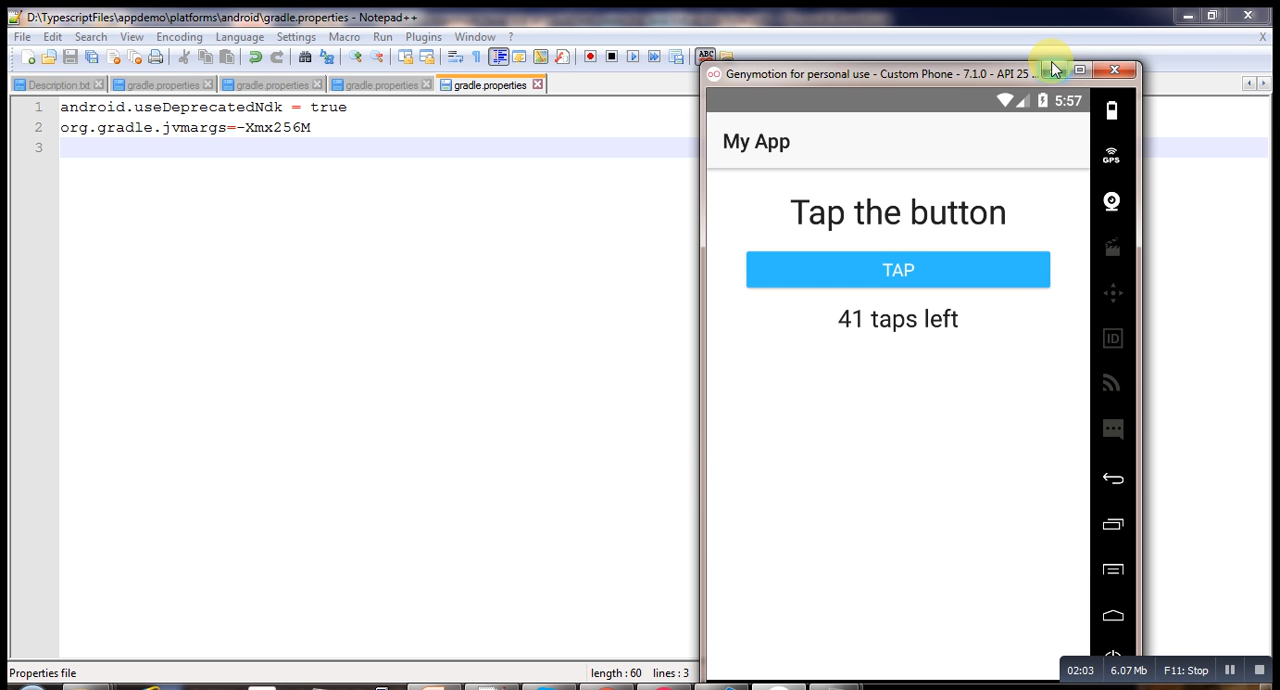 D:\TypescriptFiles\appdemo\platforms\android\gradle.properties - Notepad++
File Edit Search View Encoding Language Settings Macro Run Plugins Window ? X
ABC
Description.txt gradle.properties gradle.properties gradle.properties gradle.properties
1 android.useDeprecatedNdk = true
2 org.gradle.jvmargs=-Xmx256M
3
Genymotion for personal use - Custom Phone - 7.1.0 - API 25 ...
5:57
My App
GPS
Tap the button
TAP
41 taps left
ID
Properties file length : 60 lines : 3
02:03 6.07 Mb F11: Stop